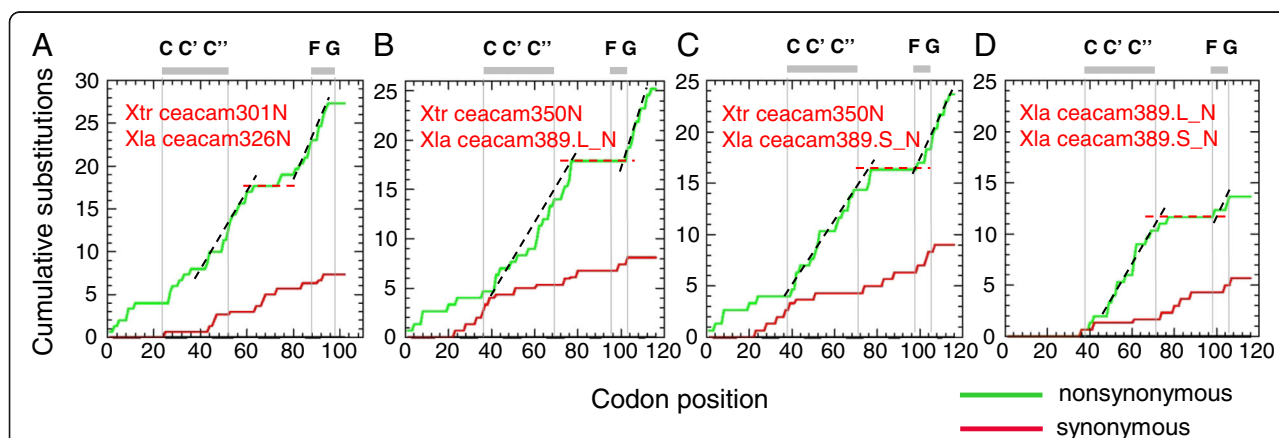 A
B
C
D
C C' C'' F G
C C' C'' F G
C C' C'' F G
C C' C'' F G
Cumulative substitutions
30
25
20
15
10
5
0
Xtr ceacam301N
Xla ceacam326N
0 20 40 60 80 100
25
20
15
10
5
0
Xtr ceacam350N
Xla ceacam389.L_N
0 20 40 60 80 100 120
25
20
15
10
5
0
Xtr ceacam350N
Xla ceacam389.S_N
0 20 40 60 80 100 120
25
20
15
10
5
0
Xla ceacam389.L_N
Xla ceacam389.S_N
0 20 40 60 80 100 120
Codon position
nonsynonymous
synonymous